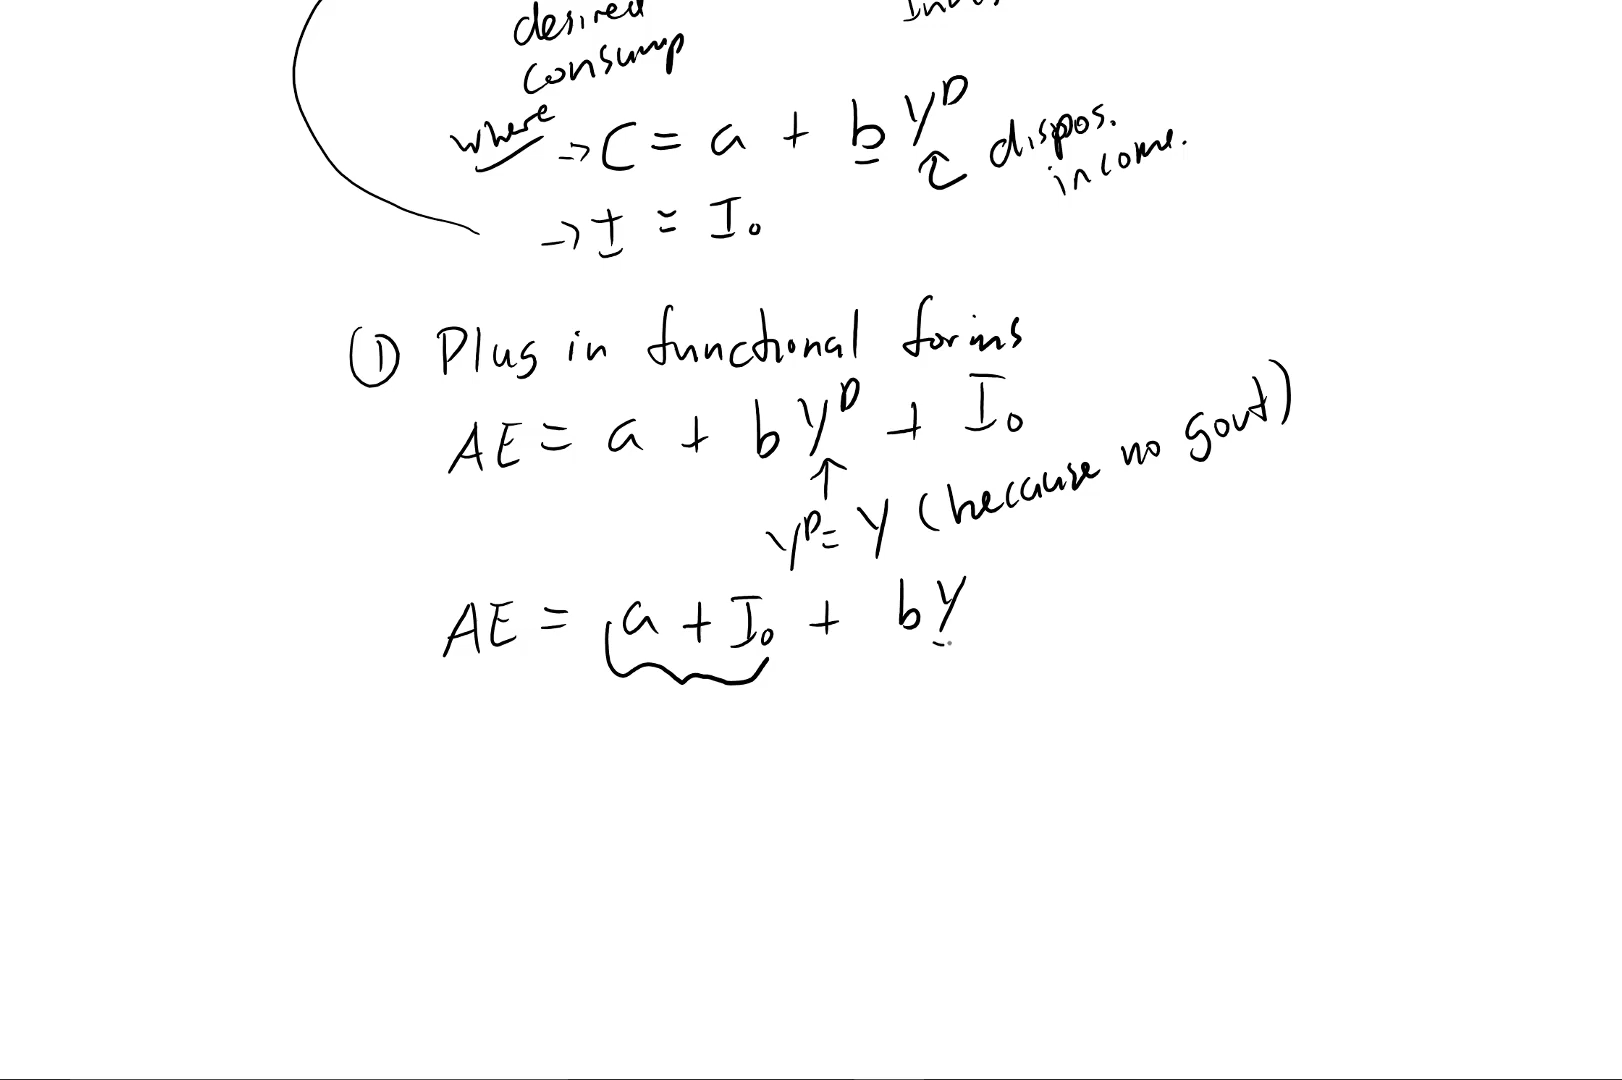 desired
consump
where → C = a + b Y^D
dispos.
income.
→ I = I₀
① Plug in functional forms
AE = a + b Y^D + I₀
↑
Y^D = Y (because no govt)
AE = a + I₀ + bY